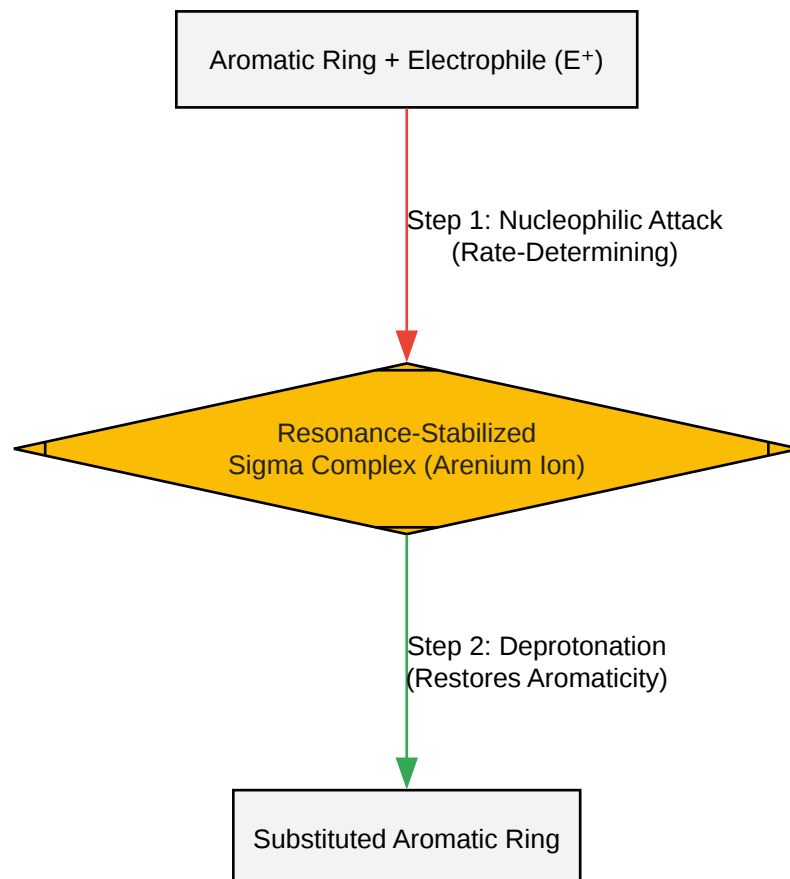 Aromatic Ring + Electrophile (E⁺)
Step 1: Nucleophilic Attack
(Rate-Determining)
Resonance-Stabilized
Sigma Complex (Arenium Ion)
Step 2: Deprotonation
(Restores Aromaticity)
Substituted Aromatic Ring